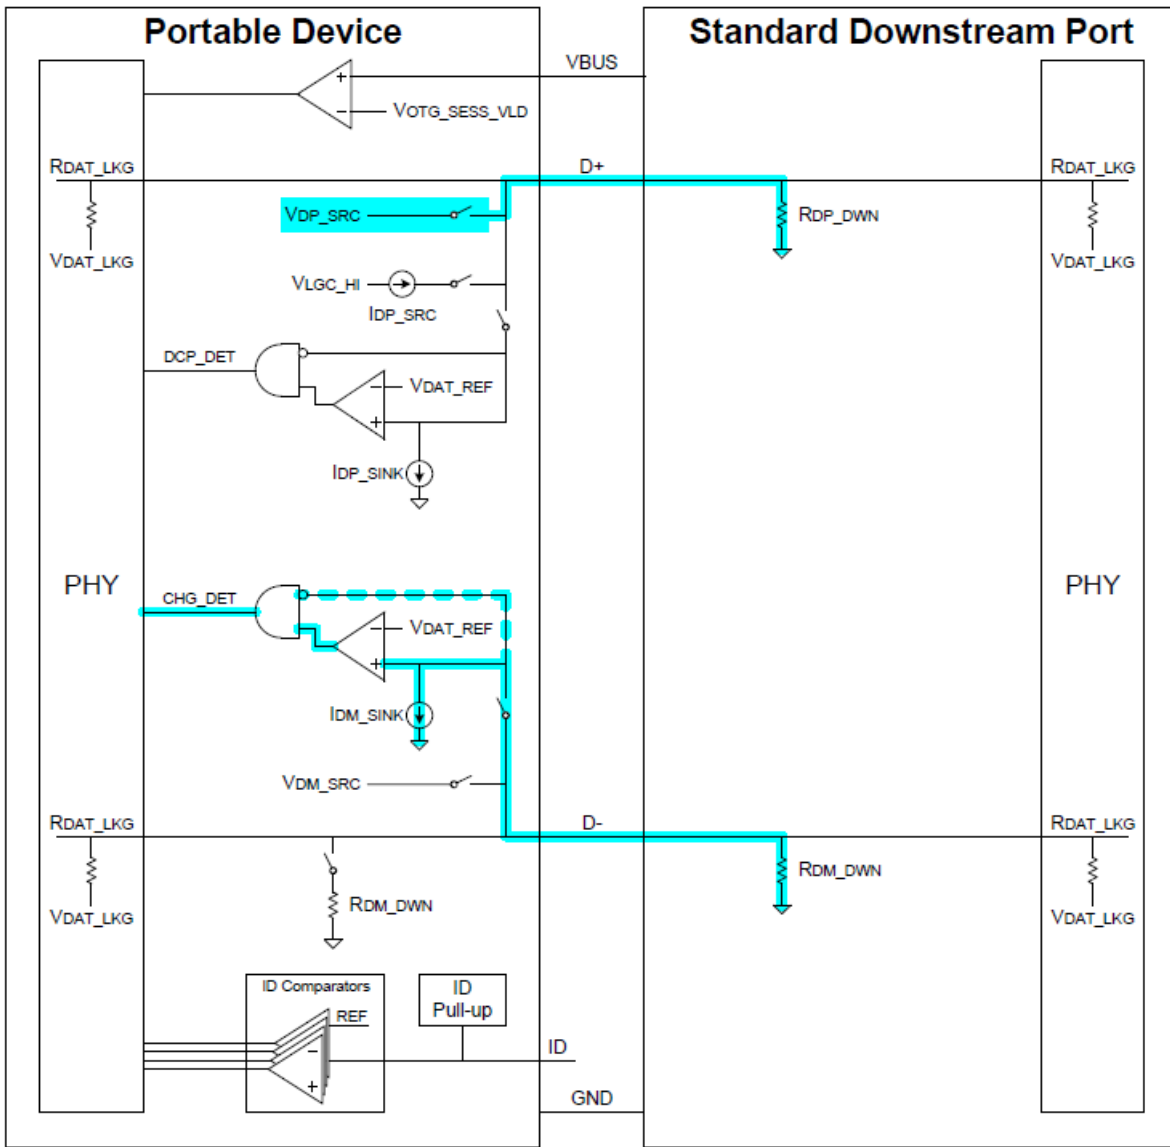 Portable Device
Standard Downstream Port
VBUS
VOTG_SESS_VLD
RDAT_LKG
D+
RDAT_LKG
VDP_SRC
RDP_DWN
VDAT_LKG
VDAT_LKG
VLGC_HI
IDP_SRC
DCP_DET
VDAT_REF
IDP_SINK
PHY
PHY
CHG_DET
VDAT_REF
IDM_SINK
VDM_SRC
RDAT_LKG
D-
RDAT_LKG
RDM_DWN
RDM_DWN
VDAT_LKG
VDAT_LKG
ID Comparators
REF
ID
Pull-up
ID
GND